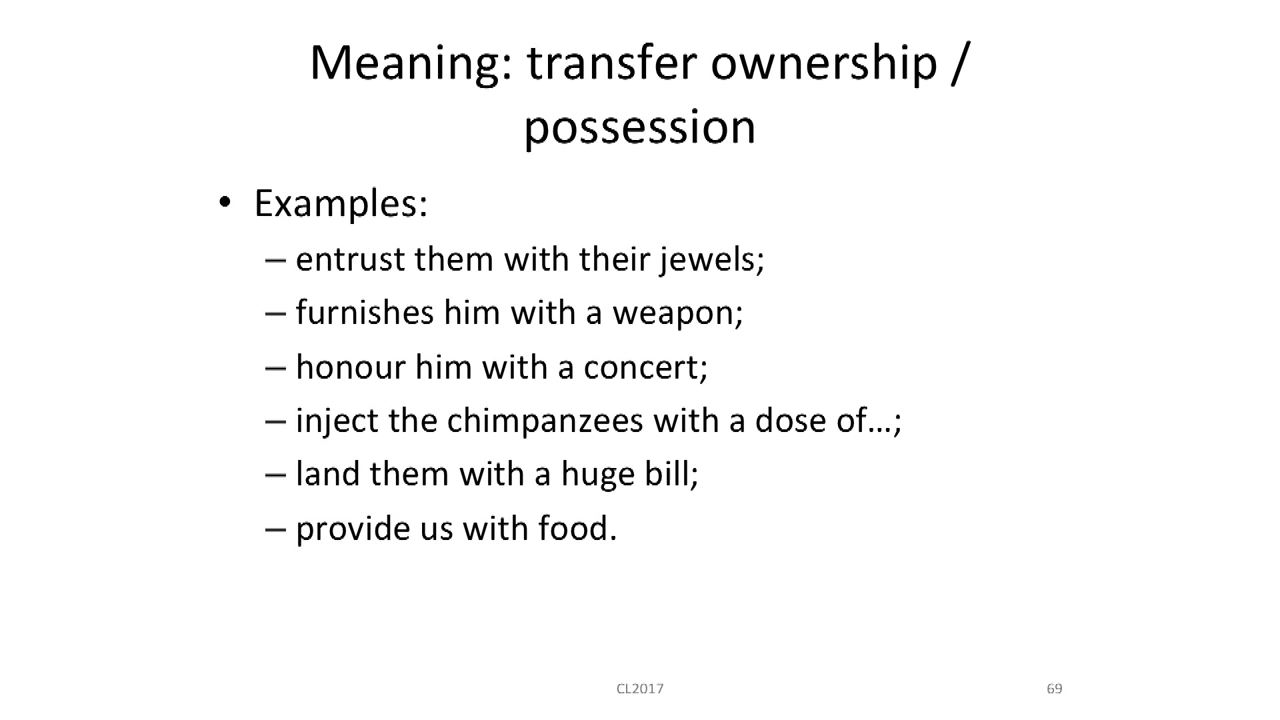 Meaning: transfer ownership /
possession
• Examples:
– entrust them with their jewels;
– furnishes him with a weapon;
– honour him with a concert;
– inject the chimpanzees with a dose of…;
– land them with a huge bill;
– provide us with food.
CL2017
69